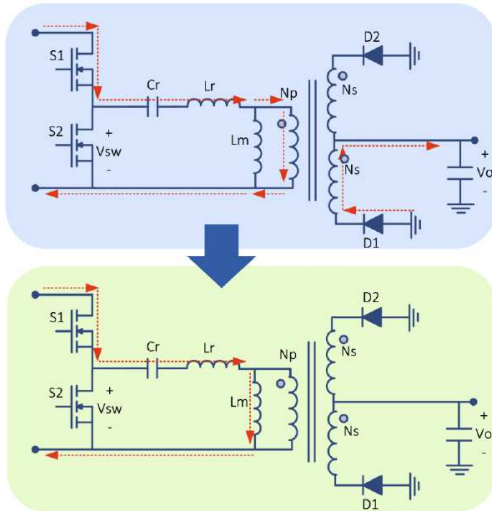 D2
S1
Cr
Lr
Np
Ns
S2
+
Vsw
-
Lm
Ns
+
Vo
-
D1
D2
S1
Cr
Lr
Np
Ns
S2
+
Vsw
-
Lm
Ns
+
Vo
-
D1